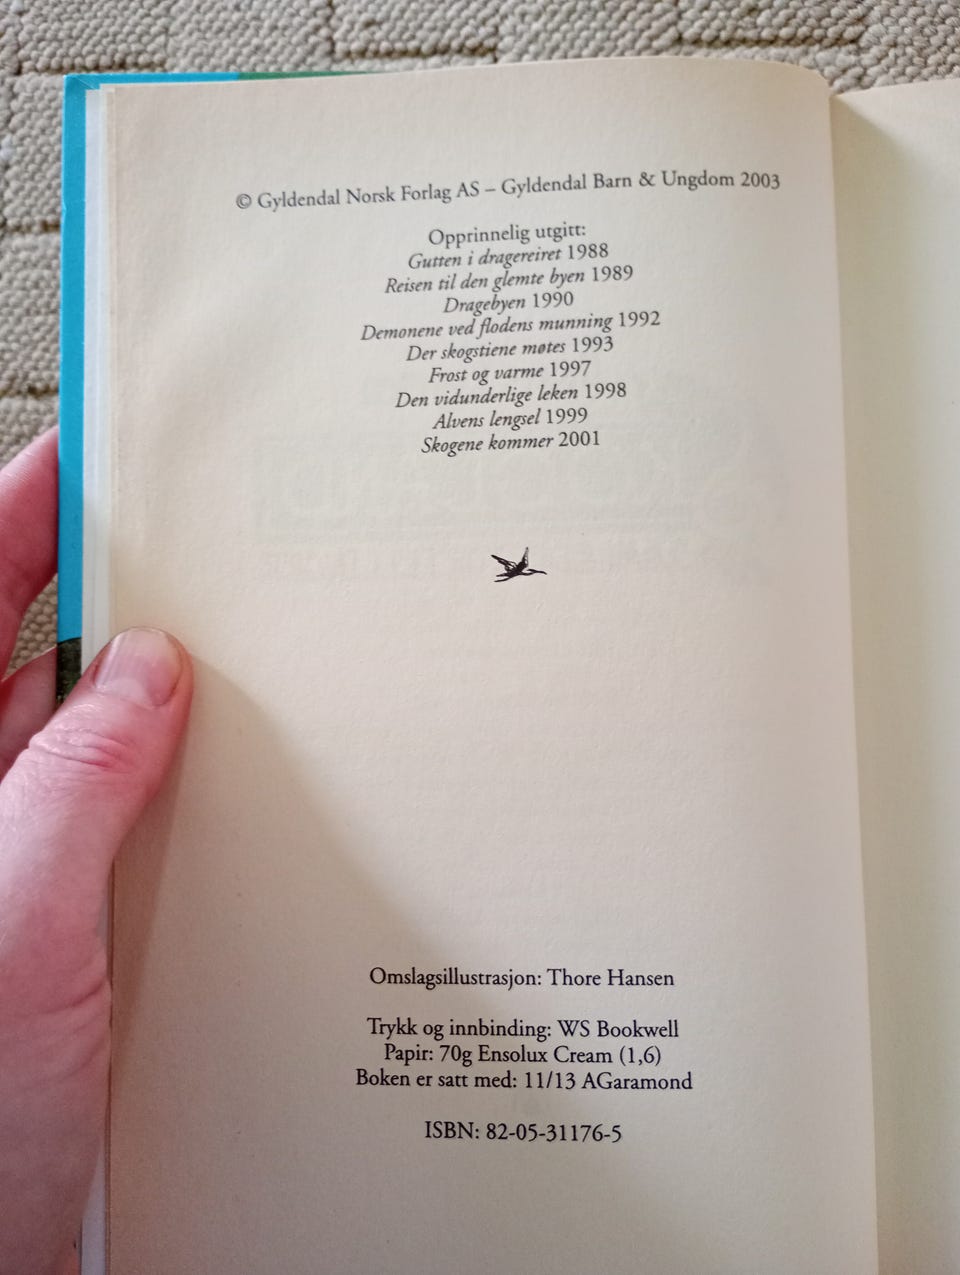 © Gyldendal Norsk Forlag AS – Gyldendal Barn & Ungdom 2003
Opprinnelig utgitt:
Gutten i dragereiret 1988
Reisen til den glemte byen 1989
Dragebyen 1990
Demonene ved flodens munning 1992
Der skogstiene møtes 1993
Frost og varme 1997
Den vidunderlige leken 1998
Alvens lengsel 1999
Skogene kommer 2001
Omslagsillustrasjon: Thore Hansen
Trykk og innbinding: WS Bookwell
Papir: 70g Ensolux Cream (1,6)
Boken er satt med: 11/13 AGaramond
ISBN: 82-05-31176-5